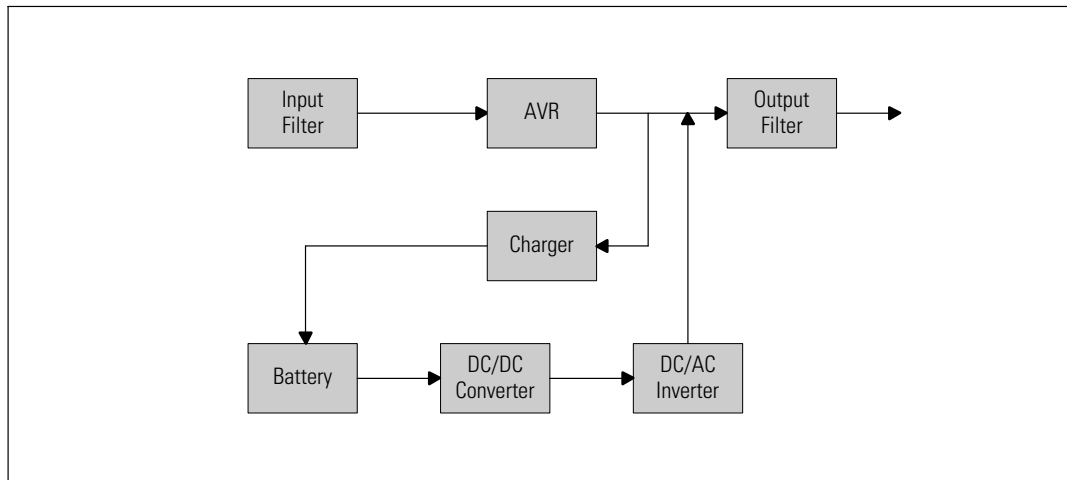 Input
Filter
AVR
Output
Filter
Charger
Battery
DC/DC
Converter
DC/AC
Inverter